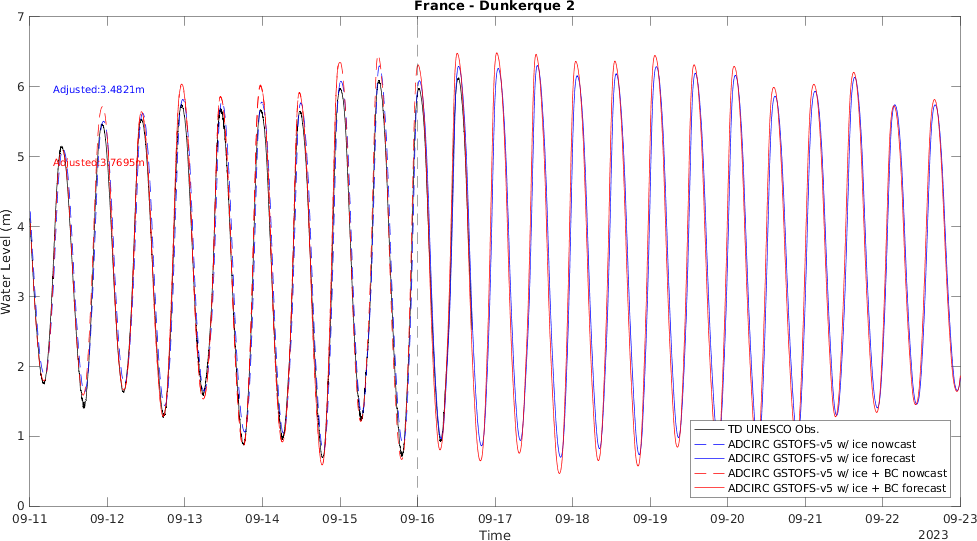 France - Dunkerque 2
7
6
5
4
3
2
1
0
Water Level (m)
Adjusted:3.4821m
Adjusted:3.7695m
TD UNESCO Obs.
ADCIRC GSTOFS-v5 w/ ice nowcast
ADCIRC GSTOFS-v5 w/ ice forecast
ADCIRC GSTOFS-v5 w/ ice + BC nowcast
ADCIRC GSTOFS-v5 w/ ice + BC forecast
09-11 09-12 09-13 09-14 09-15 09-16 09-17 09-18 09-19 09-20 09-21 09-22 09-23
Time
2023